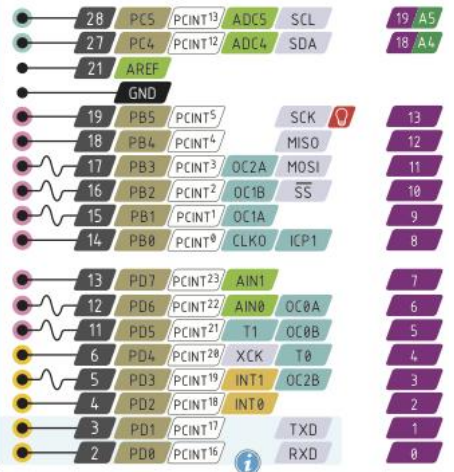 28 PC5 PCINT13 ADC5 SCL 19 A5
27 PC4 PCINT12 ADC4 SDA 18 A4
21 AREF
GND
19 PB5 PCINT5 SCK 13
18 PB4 PCINT4 MISO 12
17 PB3 PCINT3 OC2A MOSI 11
16 PB2 PCINT2 OC1B SS 10
15 PB1 PCINT1 OC1A 9
14 PB0 PCINT0 CLKO ICP1 8
13 PD7 PCINT23 AIN1 7
12 PD6 PCINT22 AIN0 OC0A 6
11 PD5 PCINT21 T1 OC0B 5
6 PD4 PCINT20 XCK T0 4
5 PD3 PCINT19 INT1 OC2B 3
4 PD2 PCINT18 INT0 2
3 PD1 PCINT17 TXD 1
2 PD0 PCINT16 RXD 0
i